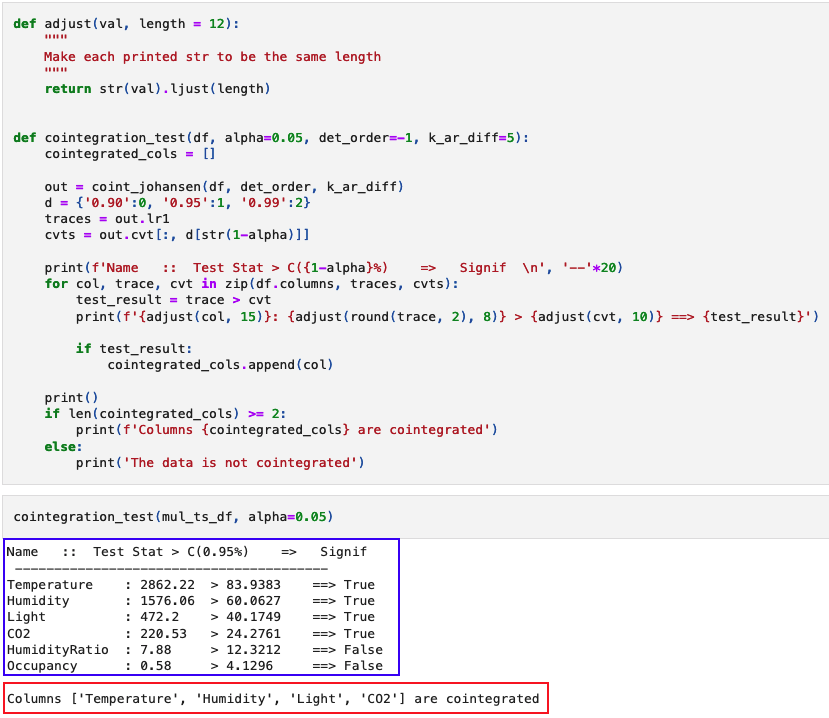 def adjust(val, length = 12):
    """
    Make each printed str to be the same length
    """
    return str(val).ljust(length)
def cointegration_test(df, alpha=0.05, det_order=-1, k_ar_diff=5):
    cointegrated_cols = []
    out = coint_johansen(df, det_order, k_ar_diff)
    d = {'0.90':0, '0.95':1, '0.99':2}
    traces = out.lr1
    cvts = out.cvt[:, d[str(1-alpha)]]
    print(f'Name   ::  Test Stat > C({1-alpha}%)    =>   Signif  \n', '--'*20)
    for col, trace, cvt in zip(df.columns, traces, cvts):
        test_result = trace > cvt
        print(f'{adjust(col, 15)}: {adjust(round(trace, 2), 8)} > {adjust(cvt, 10)} ==> {test_result}')
        if test_result:
            cointegrated_cols.append(col)
    print()
    if len(cointegrated_cols) >= 2:
        print(f'Columns {cointegrated_cols} are cointegrated')
    else:
        print('The data is not cointegrated')
cointegration_test(mul_ts_df, alpha=0.05)
Name   ::  Test Stat > C(0.95%)    =>   Signif
 ----------------------------------------
Temperature    : 2862.22  > 83.9383    ==> True
Humidity       : 1576.06  > 60.0627    ==> True
Light          : 472.2    > 40.1749    ==> True
CO2            : 220.53   > 24.2761    ==> True
HumidityRatio  : 7.88     > 12.3212    ==> False
Occupancy      : 0.58     > 4.1296     ==> False
Columns ['Temperature', 'Humidity', 'Light', 'CO2'] are cointegrated